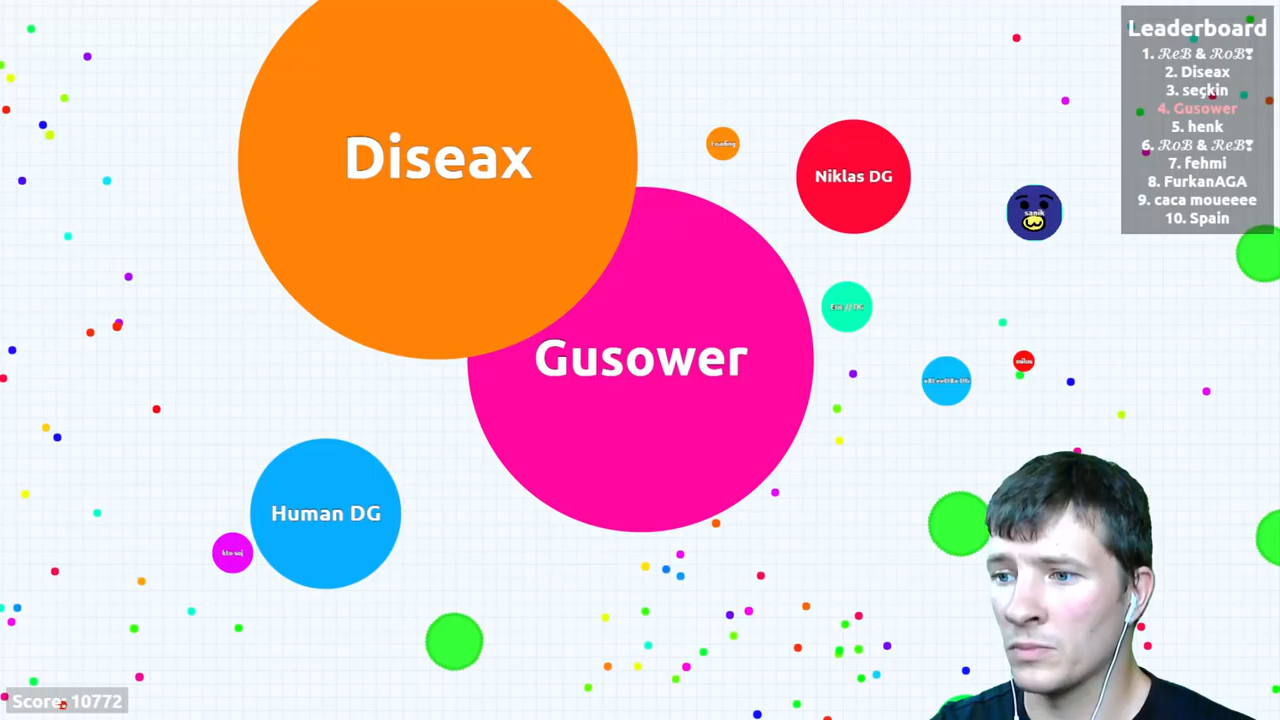 Leaderboard
1. ℛℯℬ & ℛℴℬ❣
2. Diseax
3. seçkin
4. Gusower
5. henk
6. ℛℴℬ & ℛℯℬ❣
7. fehmi
8. FurkanAGA
9. caca moueeee
10. Spain
Diseax
Niklas DG
sanik
Gusower
Human DG
Score: 10772